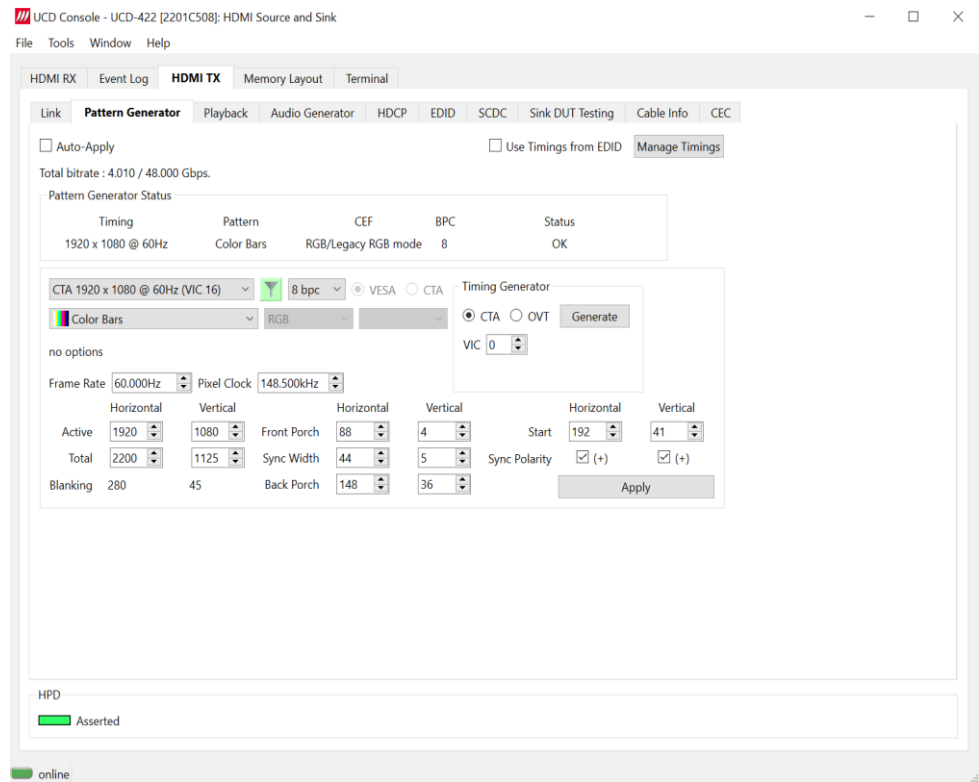 UCD Console - UCD-422 [2201C508]: HDMI Source and Sink
File Tools Window Help
HDMI RX Event Log HDMI TX Memory Layout Terminal
Link Pattern Generator Playback Audio Generator HDCP EDID SCDC Sink DUT Testing Cable Info CEC
Auto-Apply Use Timings from EDID Manage Timings
Total bitrate : 4.010 / 48.000 Gbps.
Pattern Generator Status
Timing Pattern CEF BPC Status
1920 x 1080 @ 60Hz Color Bars RGB/Legacy RGB mode 8 OK
CTA 1920 x 1080 @ 60Hz (VIC 16) 8 bpc VESA CTA Timing Generator
Color Bars RGB CTA OVT Generate
VIC 0
no options
Frame Rate 60.000Hz Pixel Clock 148.500kHz
Horizontal Vertical Horizontal Vertical Horizontal Vertical
Active 1920 1080 Front Porch 88 4 Start 192 41
Total 2200 1125 Sync Width 44 5 Sync Polarity (+) (+)
Blanking 280 45 Back Porch 148 36 Apply
HPD
Asserted
online